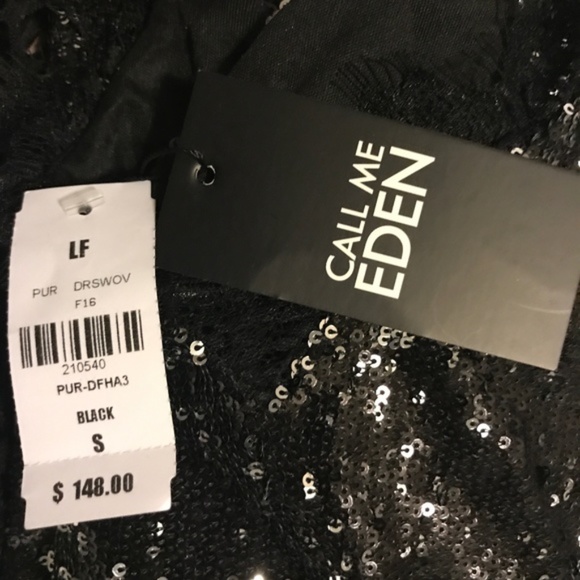 LF
PUR DRSWOV
F16
210540
PUR-DFHA3
BLACK
S
$ 148.00
CALL ME
EDEN